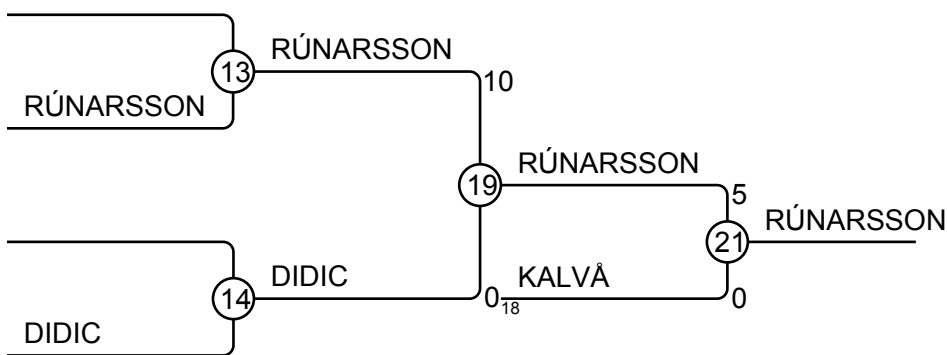 RÚNARSSON
13
10
RÚNARSSON
RÚNARSSON
19
5
RÚNARSSON
21
DIDIC
KALVÅ
14
0
18
0
DIDIC